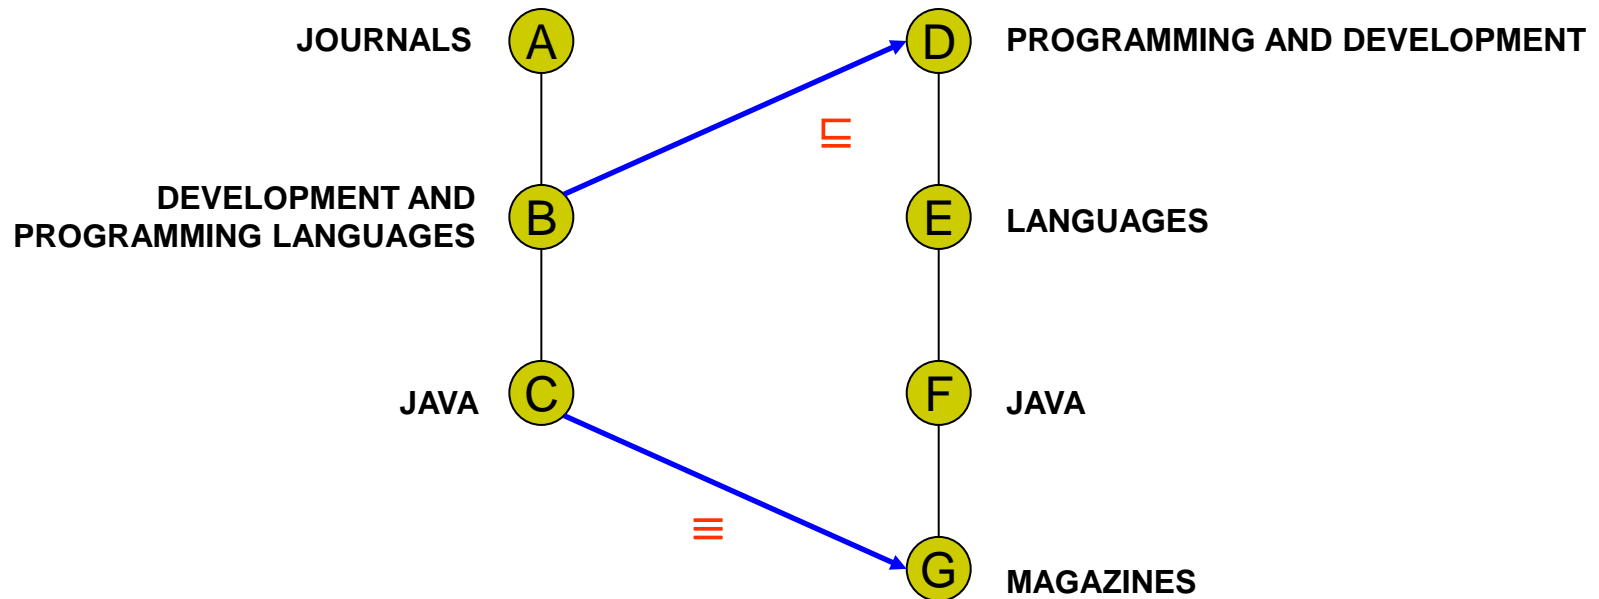 JOURNALS
A
D
PROGRAMMING AND DEVELOPMENT
⊑
DEVELOPMENT AND
PROGRAMMING LANGUAGES
B
E
LANGUAGES
JAVA
C
F
JAVA
≡
G
MAGAZINES